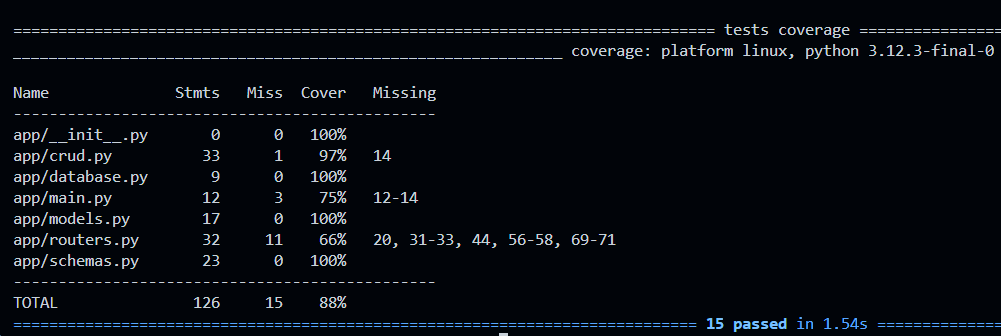 ============================================================================== tests coverage ================
_____________________________________________________________ coverage: platform linux, python 3.12.3-final-0
Name              Stmts   Miss  Cover   Missing
-----------------------------------------------
app/__init__.py       0      0   100%
app/crud.py          33      1    97%   14
app/database.py       9      0   100%
app/main.py          12      3    75%   12-14
app/models.py        17      0   100%
app/routers.py       32     11    66%   20, 31-33, 44, 56-58, 69-71
app/schemas.py       23      0   100%
-----------------------------------------------
TOTAL               126     15    88%
============================================================================ 15 passed in 1.54s ==============